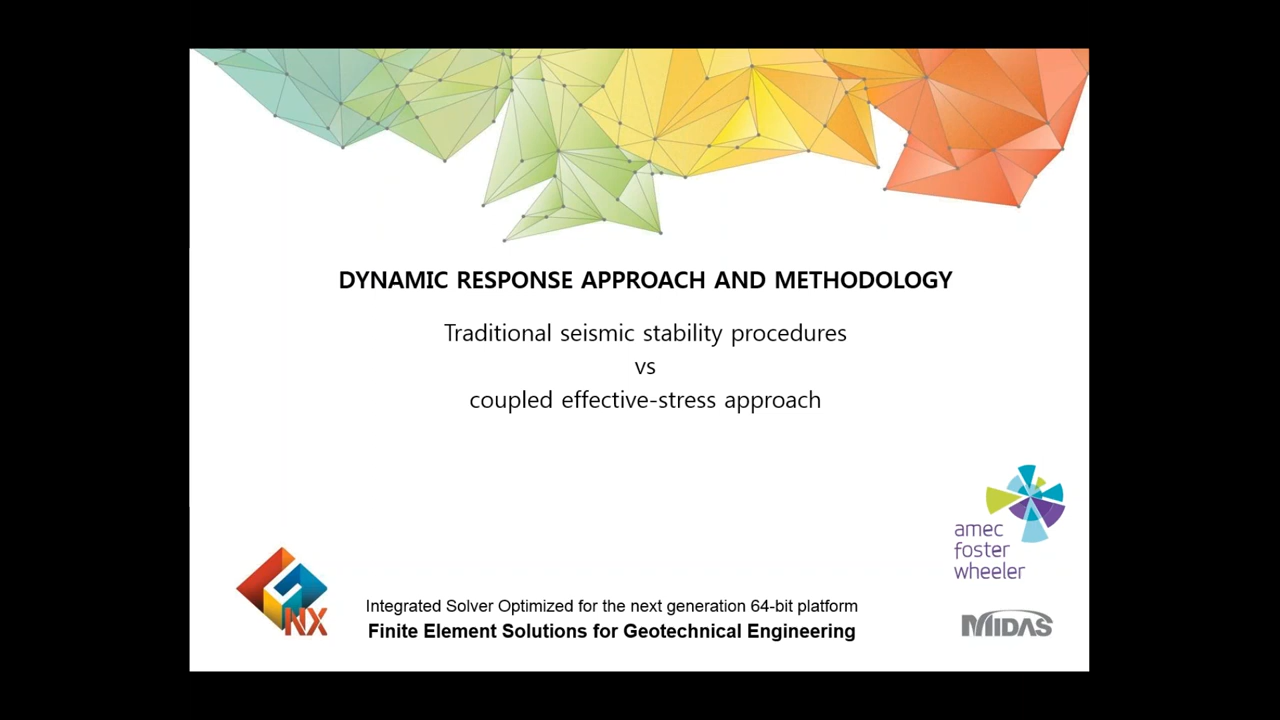 DYNAMIC RESPONSE APPROACH AND METHODOLOGY
Traditional seismic stability procedures
vs
coupled effective-stress approach
amec
foster
wheeler
NX
Integrated Solver Optimized for the next generation 64-bit platform
Finite Element Solutions for Geotechnical Engineering
MIDAS